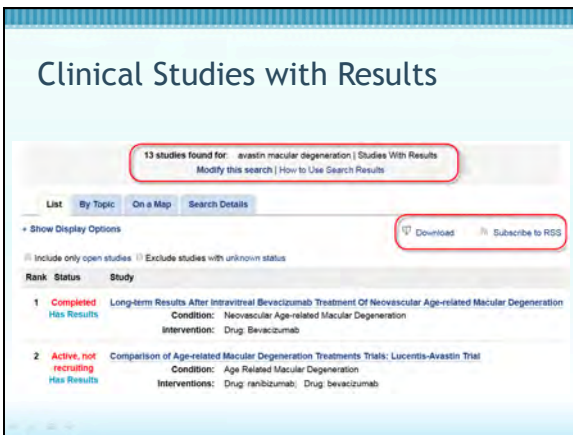 Clinical Studies with Results
13 studies found for: avastin macular degeneration | Studies With Results
Modify this search | How to Use Search Results
List By Topic On a Map Search Details
+ Show Display Options
Download Subscribe to RSS
Include only open studies Exclude studies with unknown status
Rank Status Study
1 Completed Long-term Results After Intravitreal Bevacizumab Treatment Of Neovascular Age-related Macular Degeneration
Has Results Condition: Neovascular Age-related Macular Degeneration
Intervention: Drug: Bevacizumab
2 Active, not Comparison of Age-related Macular Degeneration Treatments Trials: Lucentis-Avastin Trial
recruiting Condition: Age Related Macular Degeneration
Has Results Interventions: Drug: ranibizumab; Drug: bevacizumab